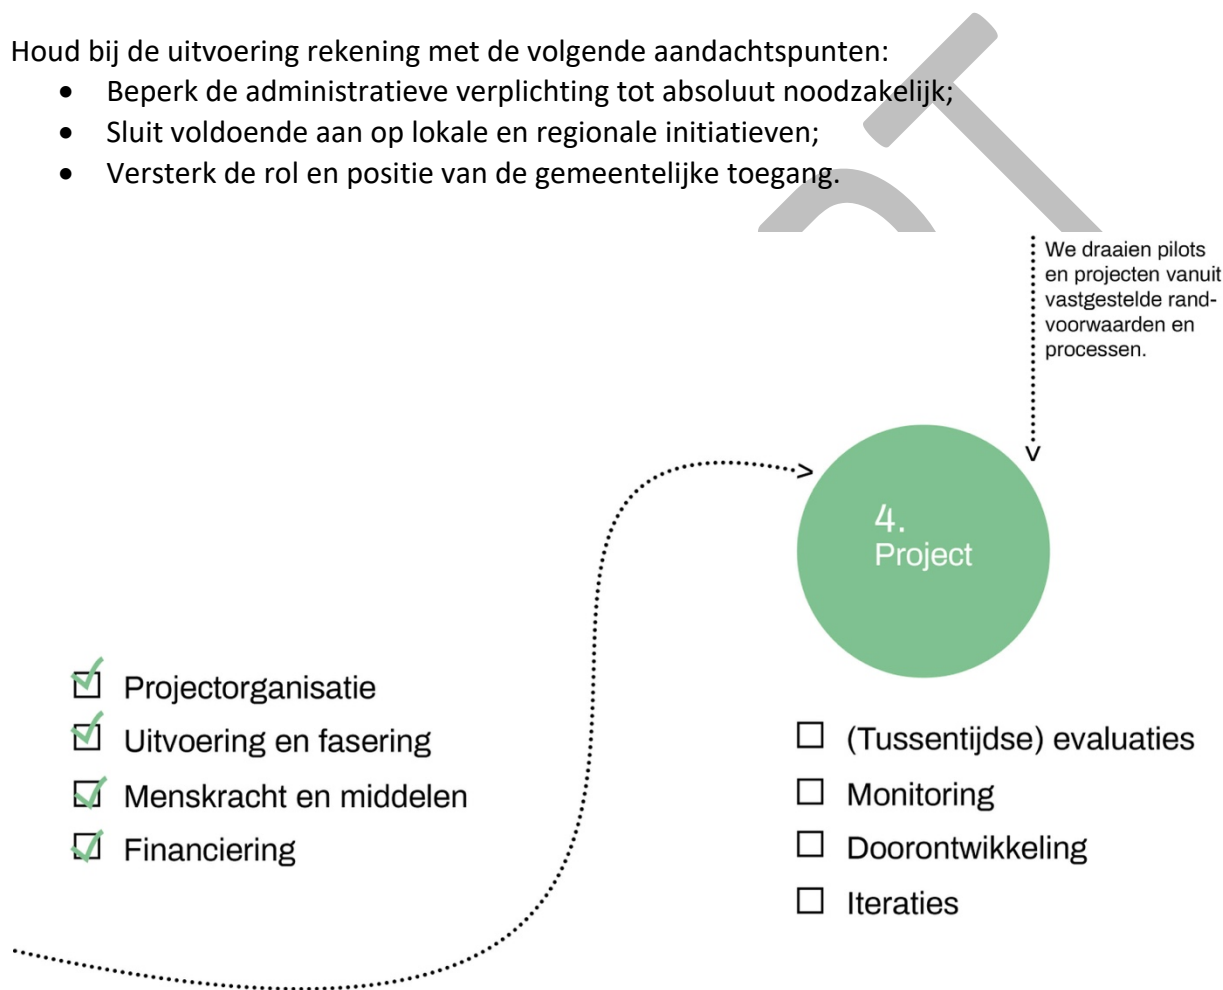 Houd bij de uitvoering rekening met de volgende aandachtspunten:
• Beperk de administratieve verplichting tot absoluut noodzakelijk;
• Sluit voldoende aan op lokale en regionale initiatieven;
• Versterk de rol en positie van de gemeentelijke toegang.
We draaien pilots
en projecten vanuit
vastgestelde rand-
voorwaarden en
processen.
4.
Project
Projectorganisatie
Uitvoering en fasering
Menskracht en middelen
Financiering
(Tussentijdse) evaluaties
Monitoring
Doorontwikkeling
Iteraties